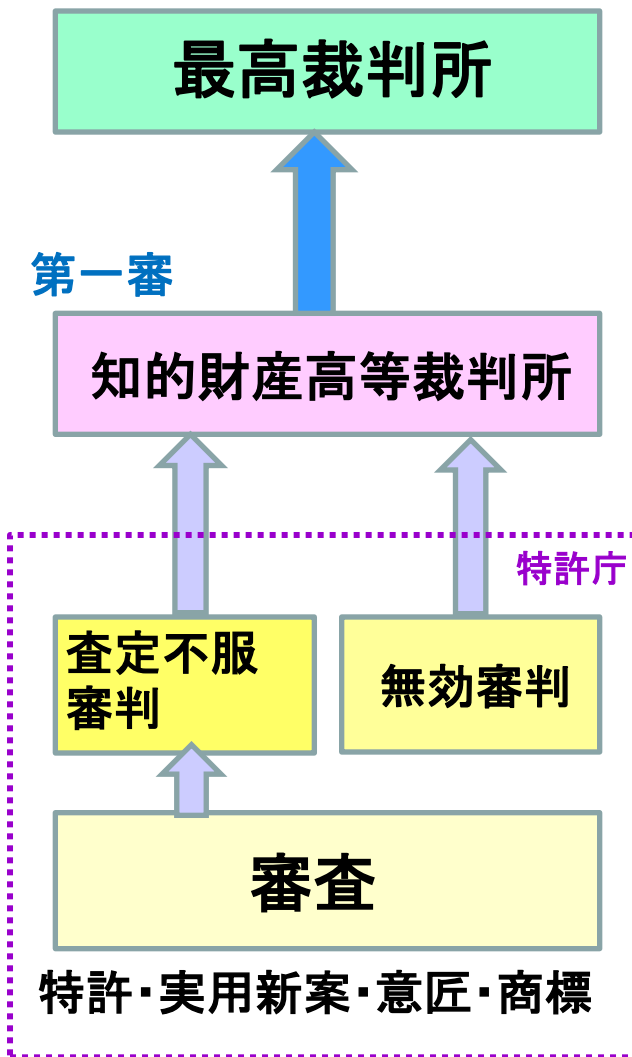 最高裁判所
第一審
知的財産高等裁判所
特許庁
査定不服
審判
無効審判
審査
特許・実用新案・意匠・商標